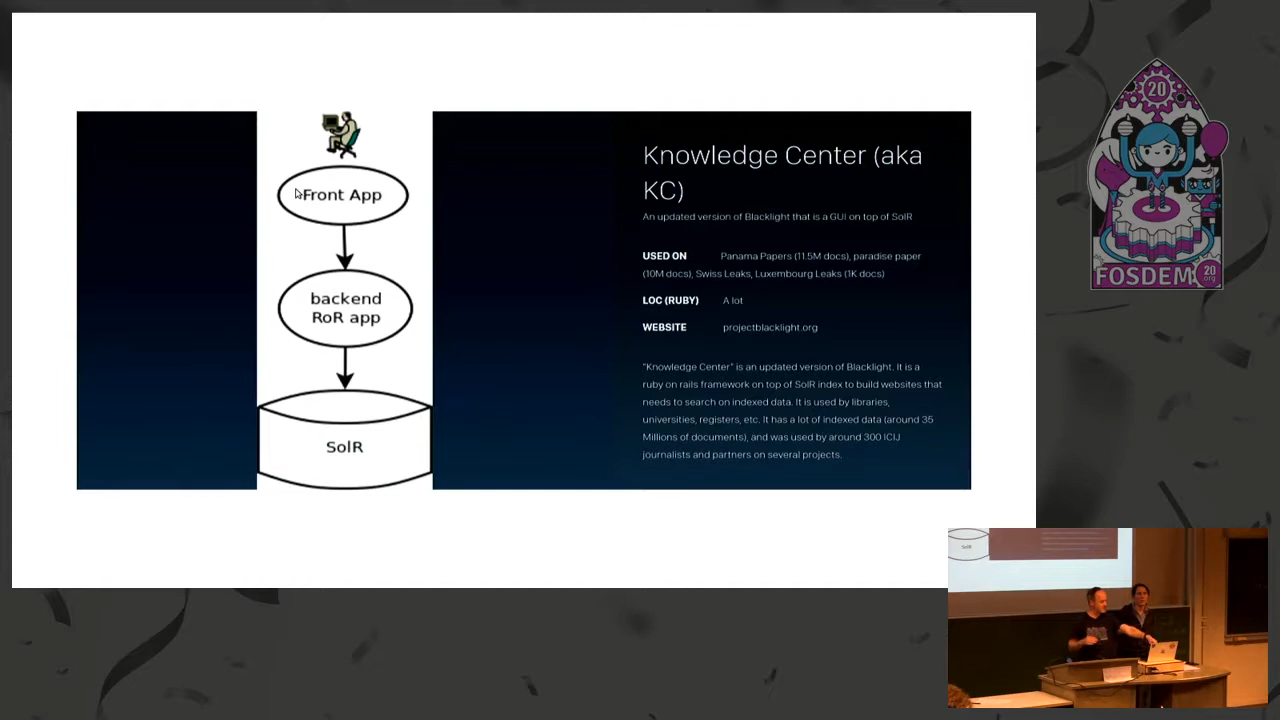 Front App
backend
RoR app
SolR
Knowledge Center (aka
KC)
An updated version of Blacklight that is a GUI on top of SolR
USED ON Panama Papers (11.5M docs), paradise paper
(10M docs), Swiss Leaks, Luxembourg Leaks (1K docs)
LOC (RUBY) A lot
WEBSITE projectblacklight.org
"Knowledge Center" is an updated version of Blacklight. It is a
ruby on rails framework on top of SolR index to build websites that
needs to search on indexed data. It is used by libraries,
universities, registers, etc. It has a lot of indexed data (around 35
Millions of documents), and was used by around 300 ICIJ
journalists and partners on several projects.
20
FOSDEM
20
.org
SolR